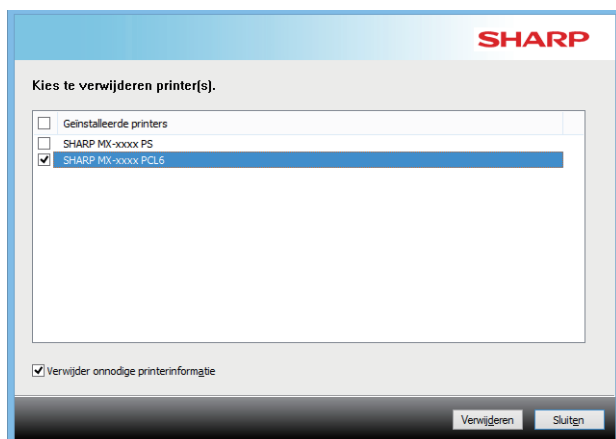 SHARP
Kies te verwijderen printer(s).
Geïnstalleerde printers
SHARP MX-xxxx PS
SHARP MX-xxxx PCL6
Verwijder onnodige printerinformatie
Verwijderen Sluiten